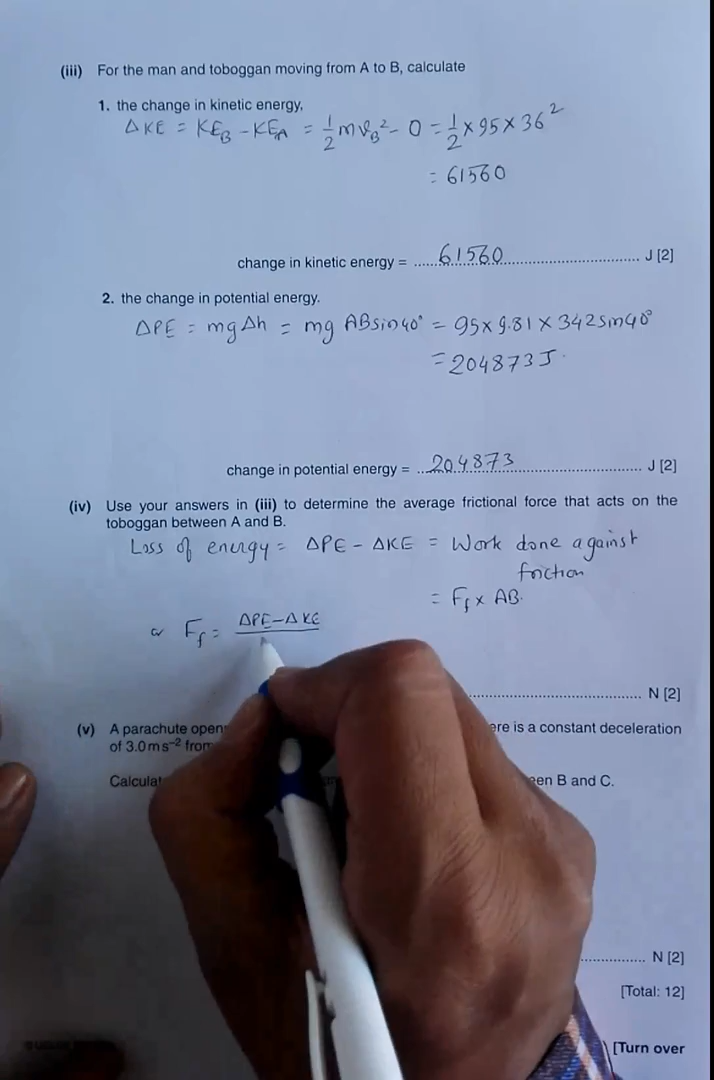 (iii) For the man and toboggan moving from A to B, calculate
1. the change in kinetic energy,
ΔKE = KE_B - KE_A = 1/2 m v_B² - 0 = 1/2 × 95 × 36²
= 61560
change in kinetic energy = ......61560...... J [2]
2. the change in potential energy.
ΔPE = mgΔh = mg ABsin40° = 95 × 9.81 × 342 Sin40°
= 204873 J.
change in potential energy = ......204873...... J [2]
(iv) Use your answers in (iii) to determine the average frictional force that acts on the
toboggan between A and B.
Loss of energy = ΔPE - ΔKE = Work done against
friction
= F_f × AB.
or F_f = ΔPE - ΔKE
N [2]
(v) A parachute opens ere is a constant deceleration
of 3.0 m s⁻² from
Calculat een B and C.
N [2]
[Total: 12]
[Turn over